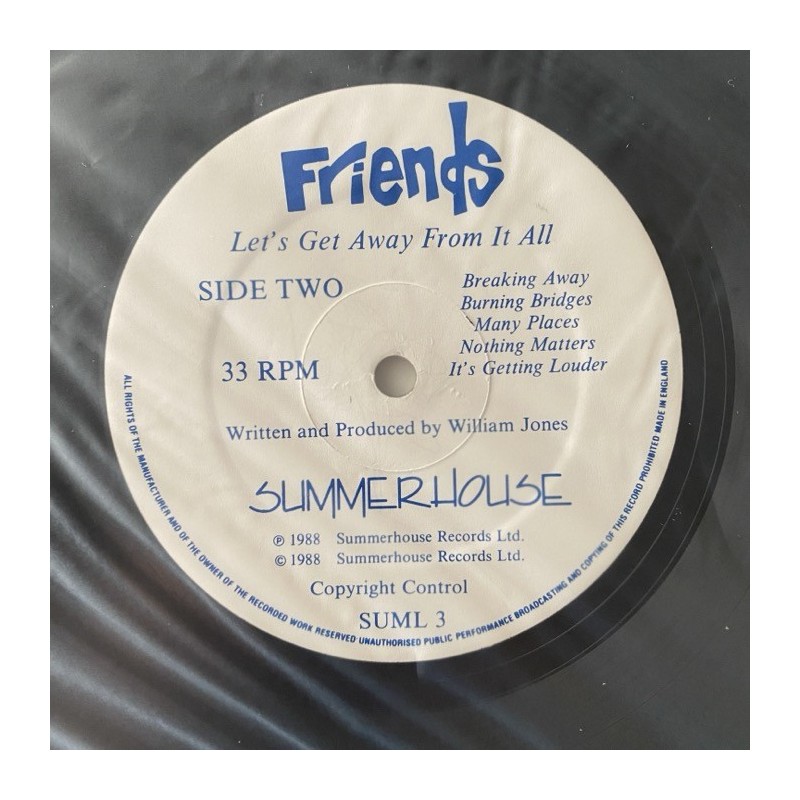 Friends
Let's Get Away From It All
SIDE TWO
Breaking Away
Burning Bridges
Many Places
Nothing Matters
It's Getting Louder
33 RPM
Written and Produced by William Jones
SUMMERHOUSE
℗ 1988 Summerhouse Records Ltd.
© 1988 Summerhouse Records Ltd.
Copyright Control
SUML 3
ALL RIGHTS OF THE MANUFACTURER AND OF THE OWNER OF THE RECORDED WORK RESERVED UNAUTHORISED PUBLIC PERFORMANCE BROADCASTING AND COPYING OF THIS RECORD PROHIBITED MADE IN ENGLAND